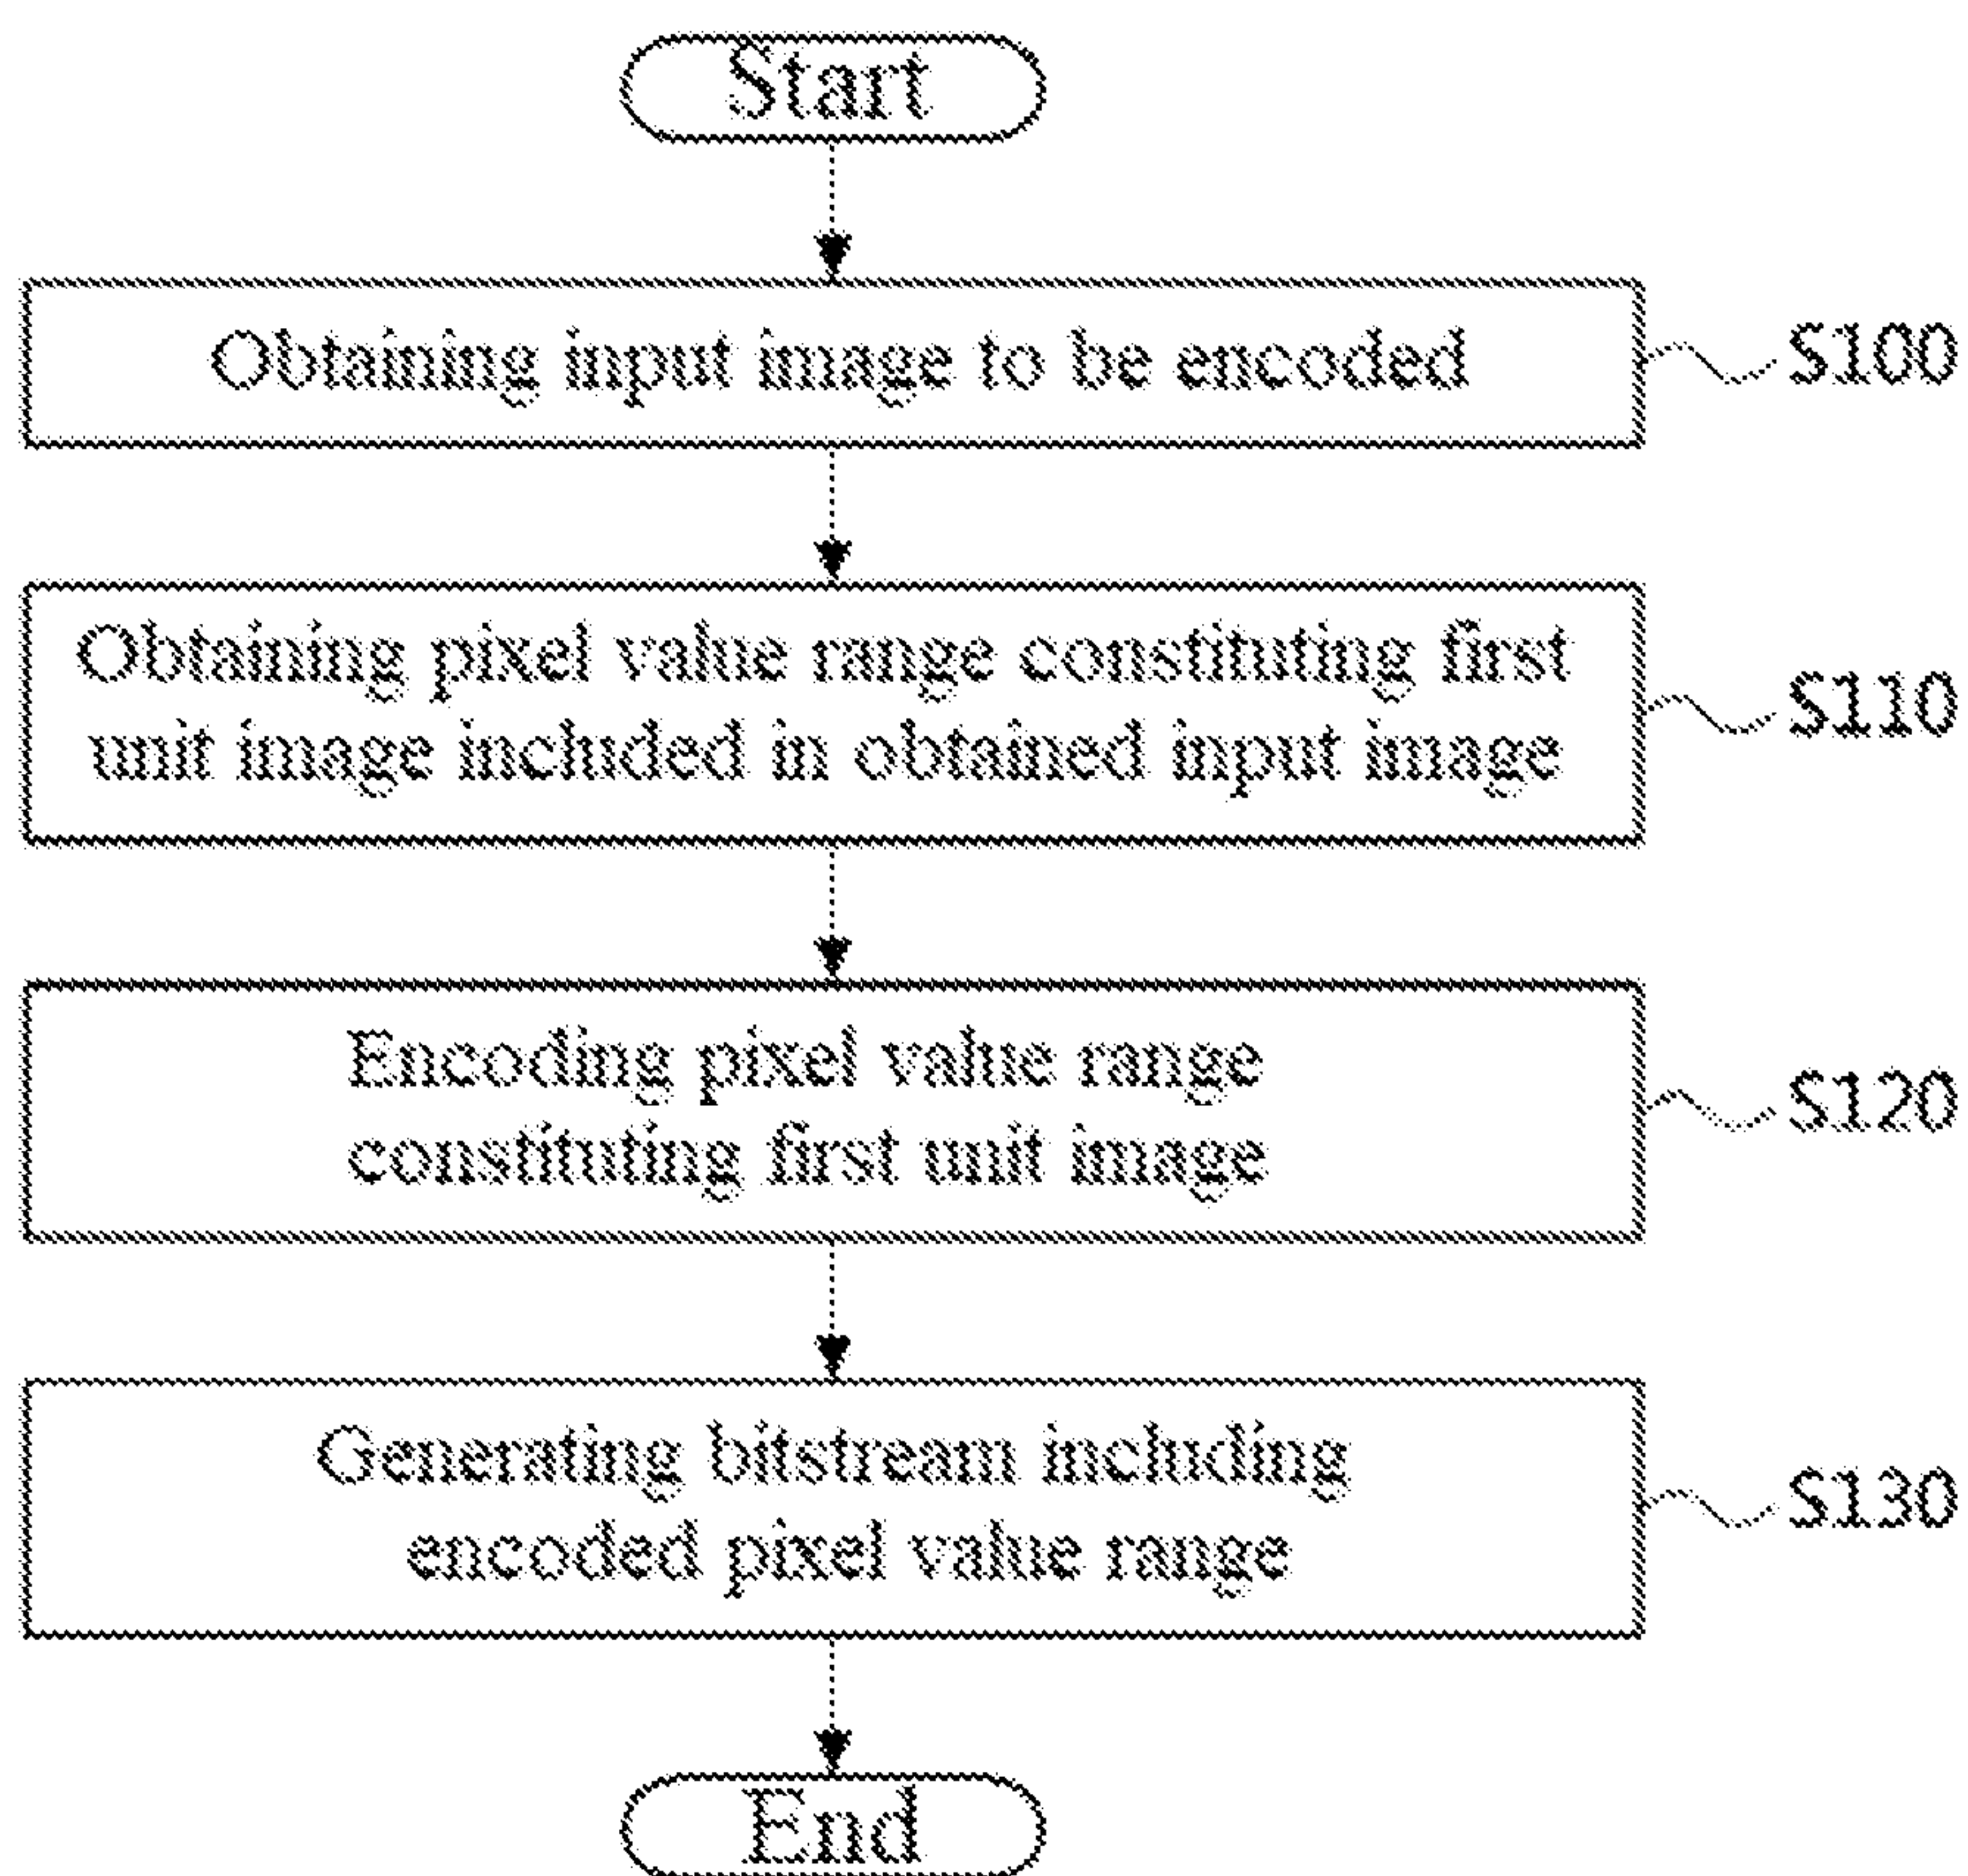 Start
Obtaining input image to be encoded
S100
Obtaining pixel value range constituting first
unit image included in obtained input image
S110
Encoding pixel value range
constituting first unit image
S120
Generating bitstream including
encoded pixel value range
S130
End